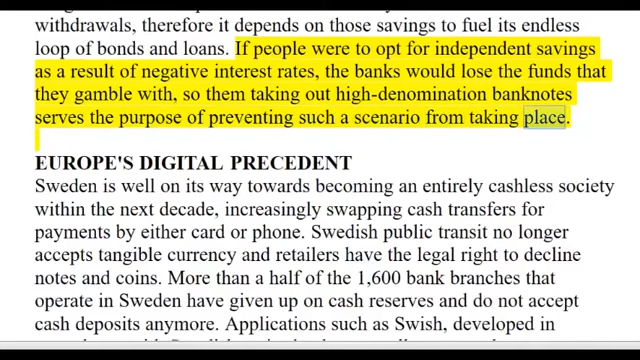 withdrawals, therefore it depends on those savings to fuel its endless
loop of bonds and loans. If people were to opt for independent savings
as a result of negative interest rates, the banks would lose the funds that
they gamble with, so them taking out high-denomination banknotes
serves the purpose of preventing such a scenario from taking place.
EUROPE'S DIGITAL PRECEDENT
Sweden is well on its way towards becoming an entirely cashless society
within the next decade, increasingly swapping cash transfers for
payments by either card or phone. Swedish public transit no longer
accepts tangible currency and retailers have the legal right to decline
notes and coins. More than a half of the 1,600 bank branches that
operate in Sweden have given up on cash reserves and do not accept
cash deposits anymore. Applications such as Swish, developed in